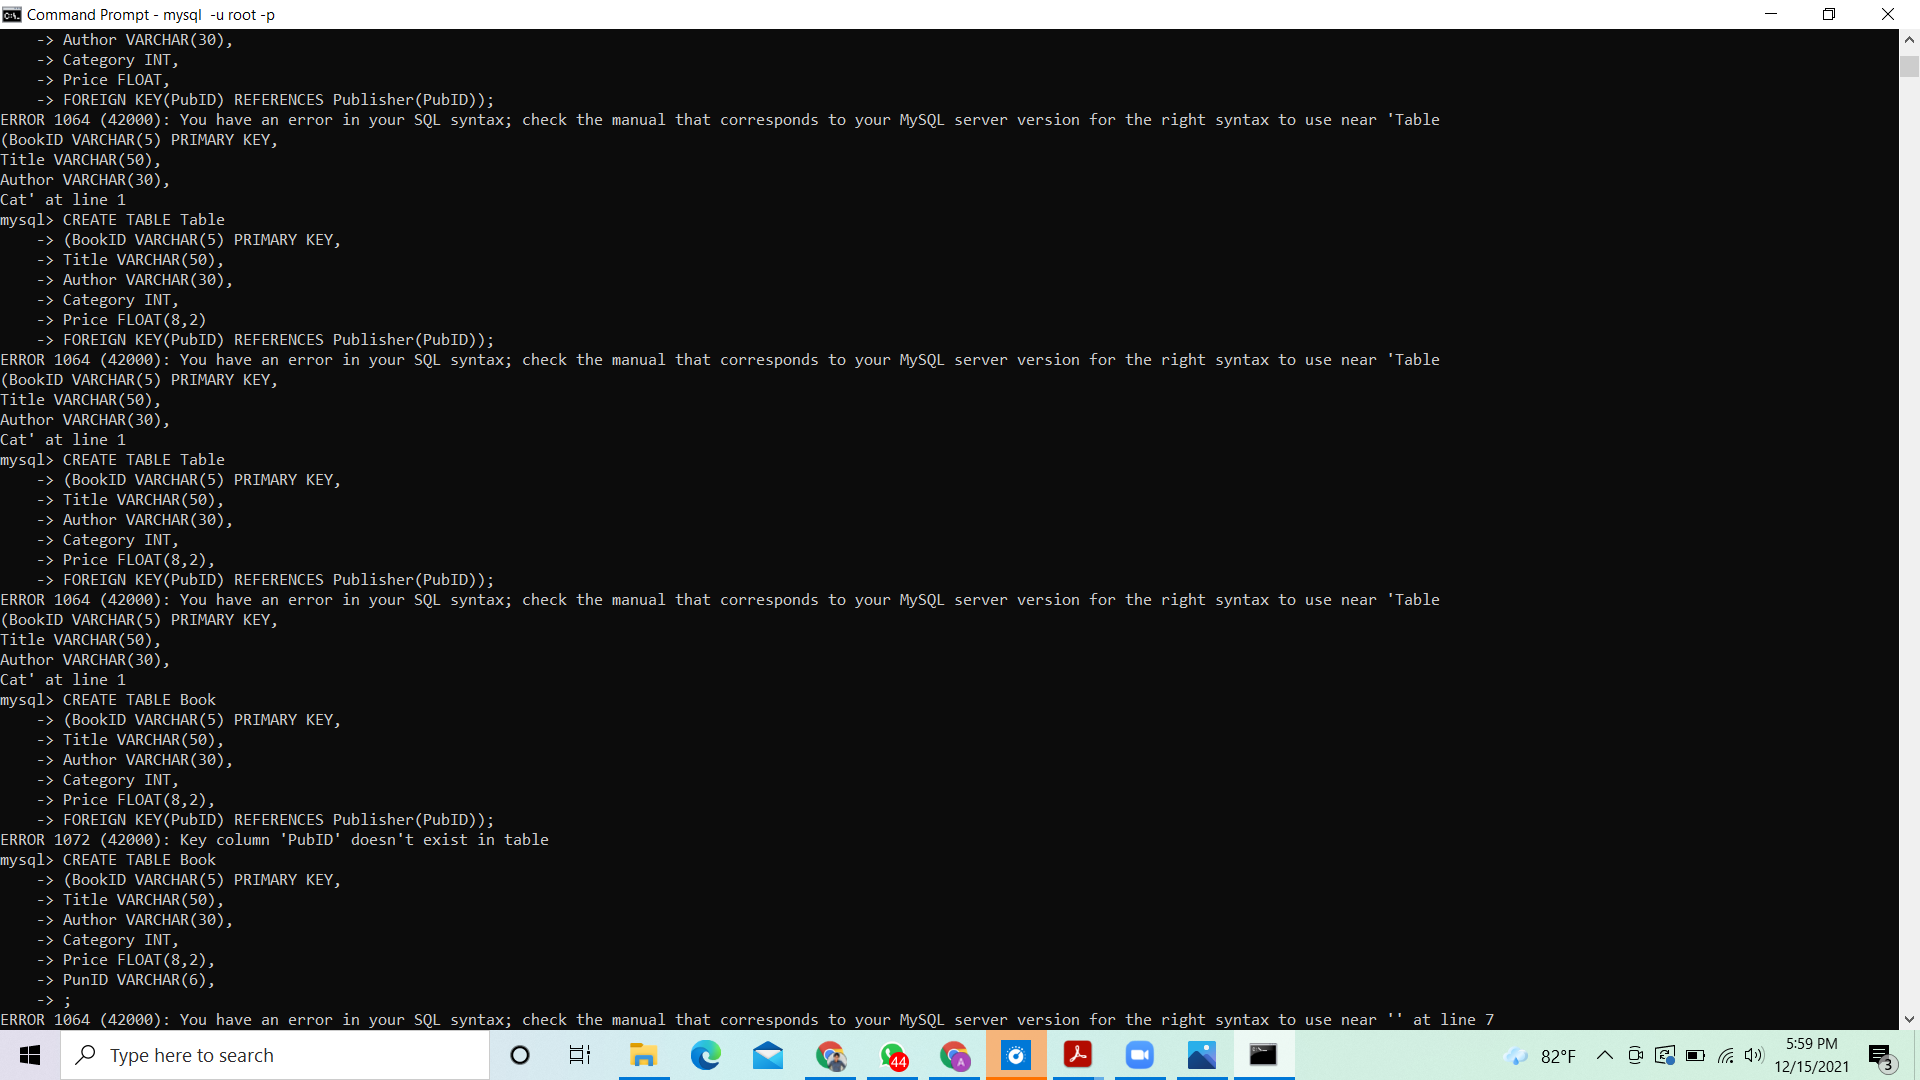 Command Prompt - mysql  -u root -p
    -> Author VARCHAR(30),
    -> Category INT,
    -> Price FLOAT,
    -> FOREIGN KEY(PubID) REFERENCES Publisher(PubID));
ERROR 1064 (42000): You have an error in your SQL syntax; check the manual that corresponds to your MySQL server version for the right syntax to use near 'Table
(BookID VARCHAR(5) PRIMARY KEY,
Title VARCHAR(50),
Author VARCHAR(30),
Cat' at line 1
mysql> CREATE TABLE Table
    -> (BookID VARCHAR(5) PRIMARY KEY,
    -> Title VARCHAR(50),
    -> Author VARCHAR(30),
    -> Category INT,
    -> Price FLOAT(8,2)
    -> FOREIGN KEY(PubID) REFERENCES Publisher(PubID));
ERROR 1064 (42000): You have an error in your SQL syntax; check the manual that corresponds to your MySQL server version for the right syntax to use near 'Table
(BookID VARCHAR(5) PRIMARY KEY,
Title VARCHAR(50),
Author VARCHAR(30),
Cat' at line 1
mysql> CREATE TABLE Table
    -> (BookID VARCHAR(5) PRIMARY KEY,
    -> Title VARCHAR(50),
    -> Author VARCHAR(30),
    -> Category INT,
    -> Price FLOAT(8,2),
    -> FOREIGN KEY(PubID) REFERENCES Publisher(PubID));
ERROR 1064 (42000): You have an error in your SQL syntax; check the manual that corresponds to your MySQL server version for the right syntax to use near 'Table
(BookID VARCHAR(5) PRIMARY KEY,
Title VARCHAR(50),
Author VARCHAR(30),
Cat' at line 1
mysql> CREATE TABLE Book
    -> (BookID VARCHAR(5) PRIMARY KEY,
    -> Title VARCHAR(50),
    -> Author VARCHAR(30),
    -> Category INT,
    -> Price FLOAT(8,2),
    -> FOREIGN KEY(PubID) REFERENCES Publisher(PubID));
ERROR 1072 (42000): Key column 'PubID' doesn't exist in table
mysql> CREATE TABLE Book
    -> (BookID VARCHAR(5) PRIMARY KEY,
    -> Title VARCHAR(50),
    -> Author VARCHAR(30),
    -> Category INT,
    -> Price FLOAT(8,2),
    -> PunID VARCHAR(6),
    -> ;
ERROR 1064 (42000): You have an error in your SQL syntax; check the manual that corresponds to your MySQL server version for the right syntax to use near '' at line 7
Type here to search
44
A
82°F
5:59 PM
12/15/2021
3